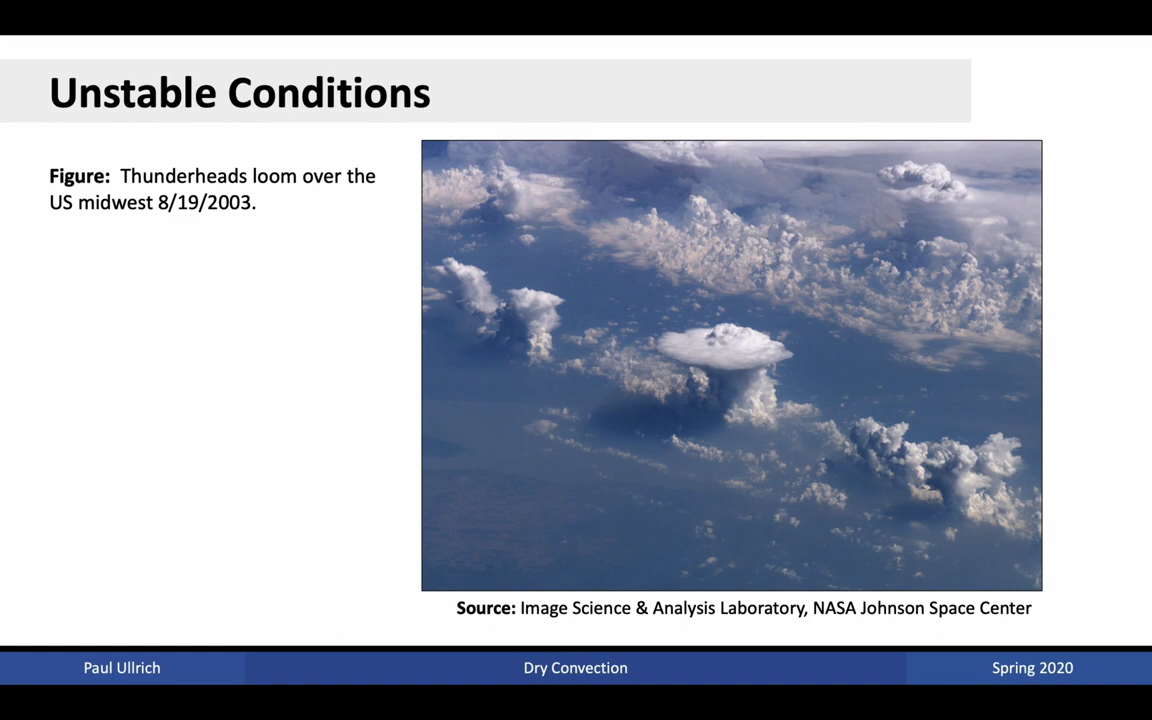 Unstable Conditions
Figure: Thunderheads loom over the
US midwest 8/19/2003.
Source: Image Science & Analysis Laboratory, NASA Johnson Space Center
Paul Ullrich
Dry Convection
Spring 2020